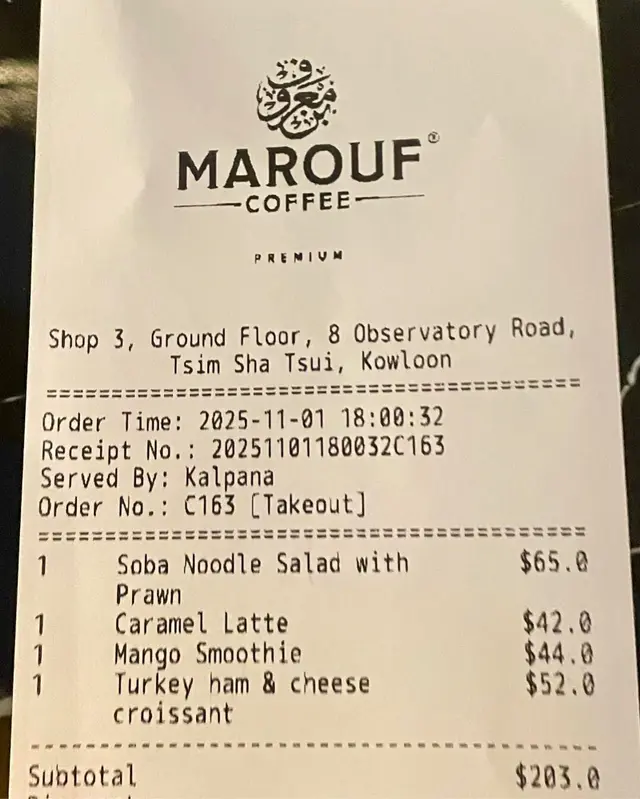 معروف
MAROUF®
COFFEE
PREMIUM
Shop 3, Ground Floor, 8 Observatory Road,
Tsim Sha Tsui, Kowloon
==========================================
Order Time: 2025-11-01 18:00:32
Receipt No.: 20251101180032C163
Served By: Kalpana
Order No.: C163 [Takeout]
==========================================
1 Soba Noodle Salad with $65.0
Prawn
1 Caramel Latte $42.0
1 Mango Smoothie $44.0
1 Turkey ham & cheese $52.0
croissant
------------------------------------------
Subtotal $203.0